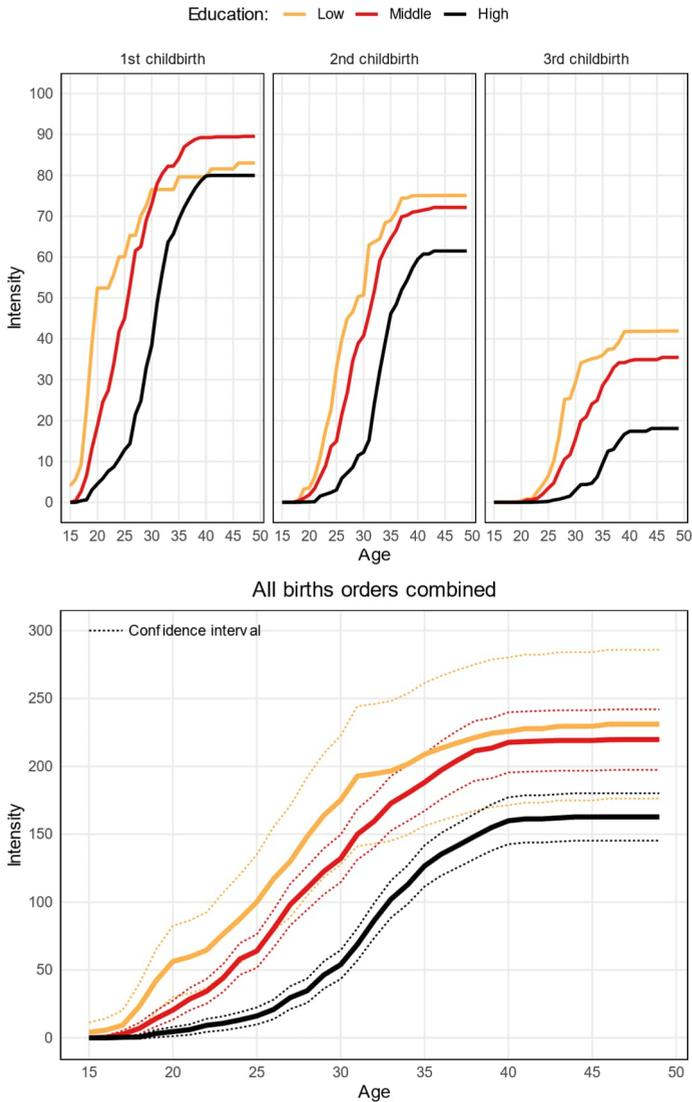 Education: Low Middle High
1st childbirth 2nd childbirth 3rd childbirth
100
90
80
70
60
50
40
30
20
10
0
Intensity
15 20 25 30 35 40 45 50 15 20 25 30 35 40 45 50 15 20 25 30 35 40 45 50
Age
All births orders combined
Confidence interval
300
250
200
150
100
50
0
Intensity
15 20 25 30 35 40 45 50
Age